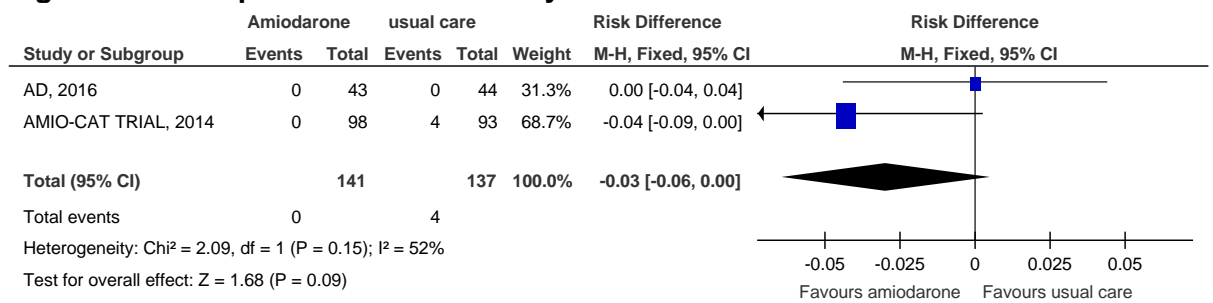 Amiodarone usual care Risk Difference Risk Difference
Study or Subgroup Events Total Events Total Weight M-H, Fixed, 95% CI M-H, Fixed, 95% CI
AD, 2016 0 43 0 44 31.3% 0.00 [-0.04, 0.04]
AMIO-CAT TRIAL, 2014 0 98 4 93 68.7% -0.04 [-0.09, 0.00]
Total (95% CI) 141 137 100.0% -0.03 [-0.06, 0.00]
Total events 0 4
Heterogeneity: Chi² = 2.09, df = 1 (P = 0.15); I² = 52%
Test for overall effect: Z = 1.68 (P = 0.09)
-0.05 -0.025 0 0.025 0.05
Favours amiodarone Favours usual care